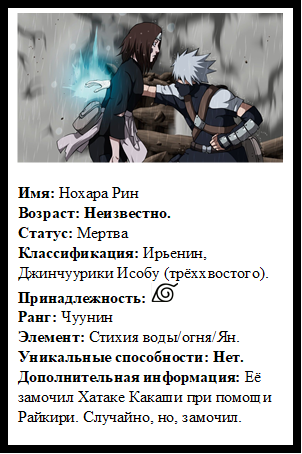 Имя: Нохара Рин
Возраст: Неизвестно.
Статус: Мертва
Классификация: Ирьенин,
Джинчуурики Исобу (трёххвостого).
Принадлежность:
Ранг: Чуунин
Элемент: Стихия воды/огня/Ян.
Уникальные способности: Нет.
Дополнительная информация: Её
замочил Хатаке Какаши при помощи
Райкири. Случайно, но, замочил.